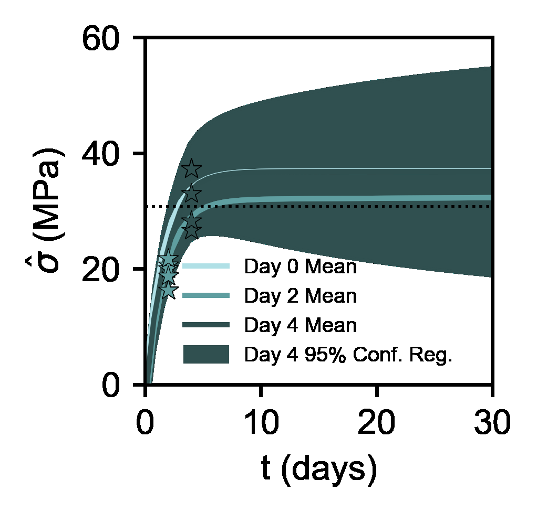 60
40
20
0
σ̂ (MPa)
Day 0 Mean
Day 2 Mean
Day 4 Mean
Day 4 95% Conf. Reg.
0 10 20 30
t (days)